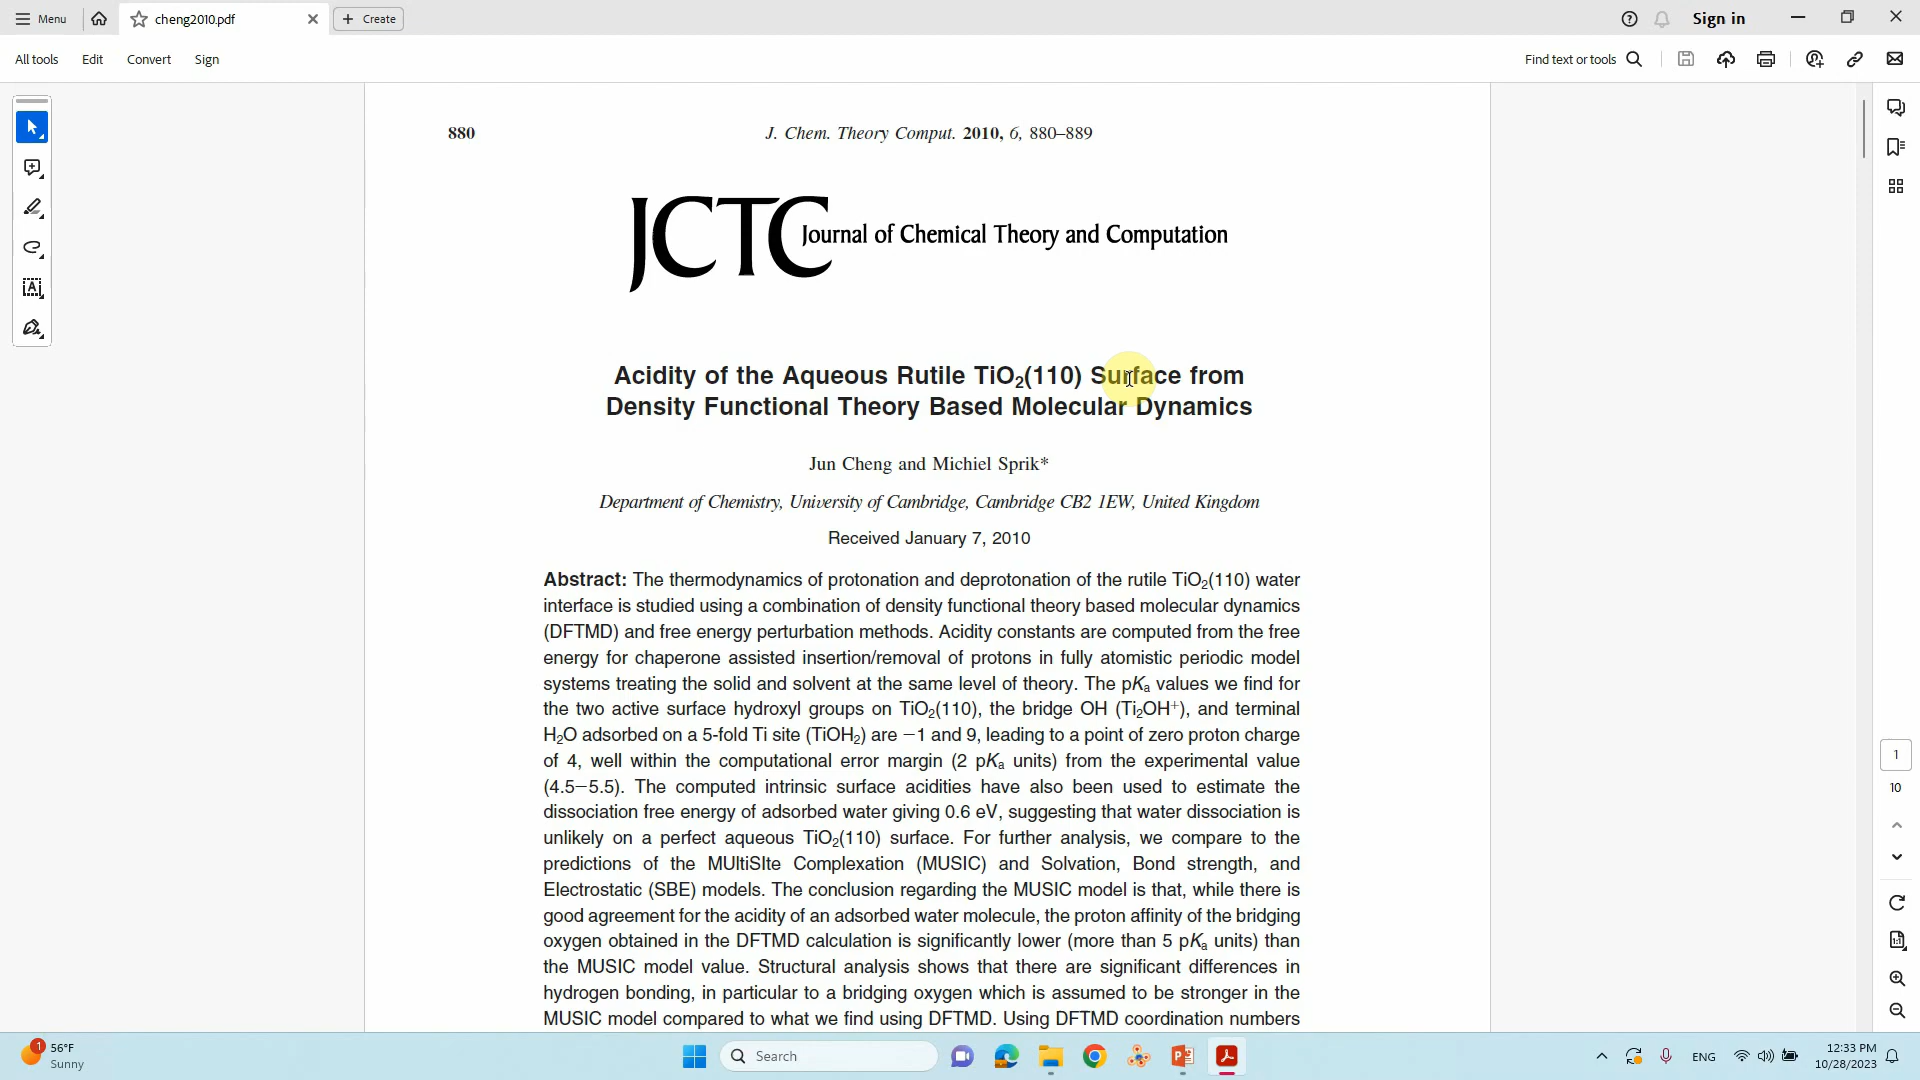 Menu
cheng2010.pdf
Create
Sign in
All tools Edit Convert Sign
Find text or tools
880 J. Chem. Theory Comput. 2010, 6, 880–889
JCTC Journal of Chemical Theory and Computation
Acidity of the Aqueous Rutile TiO₂(110) Surface from
Density Functional Theory Based Molecular Dynamics
Jun Cheng and Michiel Sprik*
Department of Chemistry, University of Cambridge, Cambridge CB2 1EW, United Kingdom
Received January 7, 2010
Abstract: The thermodynamics of protonation and deprotonation of the rutile TiO₂(110) water
interface is studied using a combination of density functional theory based molecular dynamics
(DFTMD) and free energy perturbation methods. Acidity constants are computed from the free
energy for chaperone assisted insertion/removal of protons in fully atomistic periodic model
systems treating the solid and solvent at the same level of theory. The pKₐ values we find for
the two active surface hydroxyl groups on TiO₂(110), the bridge OH (Ti₂OH⁺), and terminal
H₂O adsorbed on a 5-fold Ti site (TiOH₂) are −1 and 9, leading to a point of zero proton charge
of 4, well within the computational error margin (2 pKₐ units) from the experimental value
(4.5−5.5). The computed intrinsic surface acidities have also been used to estimate the
dissociation free energy of adsorbed water giving 0.6 eV, suggesting that water dissociation is
unlikely on a perfect aqueous TiO₂(110) surface. For further analysis, we compare to the
predictions of the MUltiSIte Complexation (MUSIC) and Solvation, Bond strength, and
Electrostatic (SBE) models. The conclusion regarding the MUSIC model is that, while there is
good agreement for the acidity of an adsorbed water molecule, the proton affinity of the bridging
oxygen obtained in the DFTMD calculation is significantly lower (more than 5 pKₐ units) than
the MUSIC model value. Structural analysis shows that there are significant differences in
hydrogen bonding, in particular to a bridging oxygen which is assumed to be stronger in the
MUSIC model compared to what we find using DFTMD. Using DFTMD coordination numbers
1
10
1
56°F
Sunny
Search
ENG
12:33 PM
10/28/2023